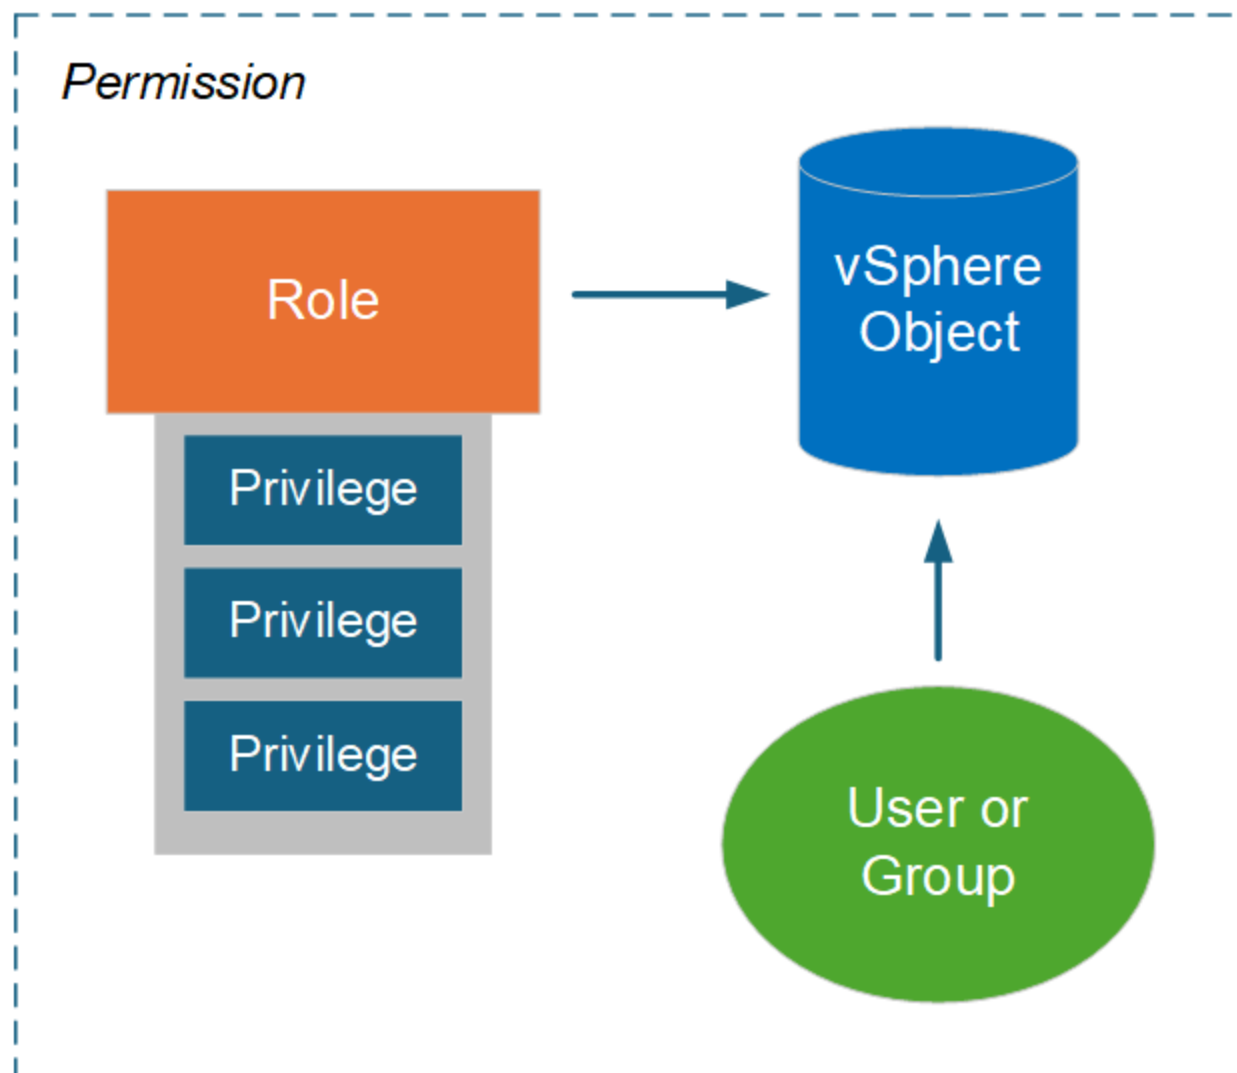 Permission
Role
vSphere
Object
Privilege
Privilege
Privilege
User or
Group